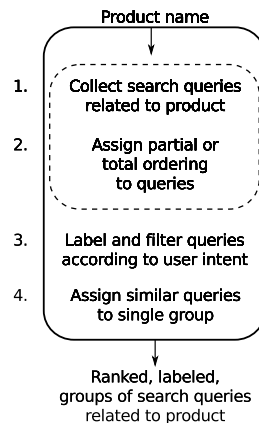 Product name
1. Collect search queries
related to product
2. Assign partial or
total ordering
to queries
3. Label and filter queries
according to user intent
4. Assign similar queries
to single group
Ranked, labeled,
groups of search queries
related to product